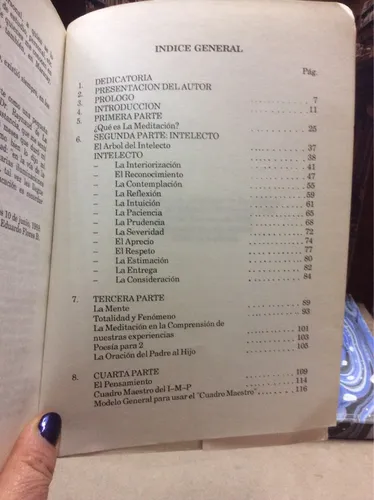 10 de junio 1988
INDICE GENERAL
Pág.
1. DEDICATORIA
2. PRESENTACION DEL AUTOR
3. PROLOGO 7
4. INTRODUCCION 11
5. PRIMERA PARTE
¿Qué es La Meditación? 25
6. SEGUNDA PARTE: INTELECTO
El Arbol del Intelecto 37
INTELECTO 38
– La Interiorización 41
– El Reconocimiento 47
– La Contemplación 55
– La Reflexión 59
– La Intuición 61
– La Paciencia 65
– La Prudencia 68
– La Severidad 72
– El Aprecio 74
– El Respeto 77
– La Estimación 80
– La Entrega 82
– La Consideración 84
7. TERCERA PARTE
La Mente 89
Totalidad y Fenómeno 93
La Meditación en la Comprensión de
nuestras experiencias 101
Poesía para 2 103
La Oración del Padre al Hijo 105
8. CUARTA PARTE
El Pensamiento 109
Cuadro Maestro del I–M–P 114
Modelo General para usar el "Cuadro Maestro" 116